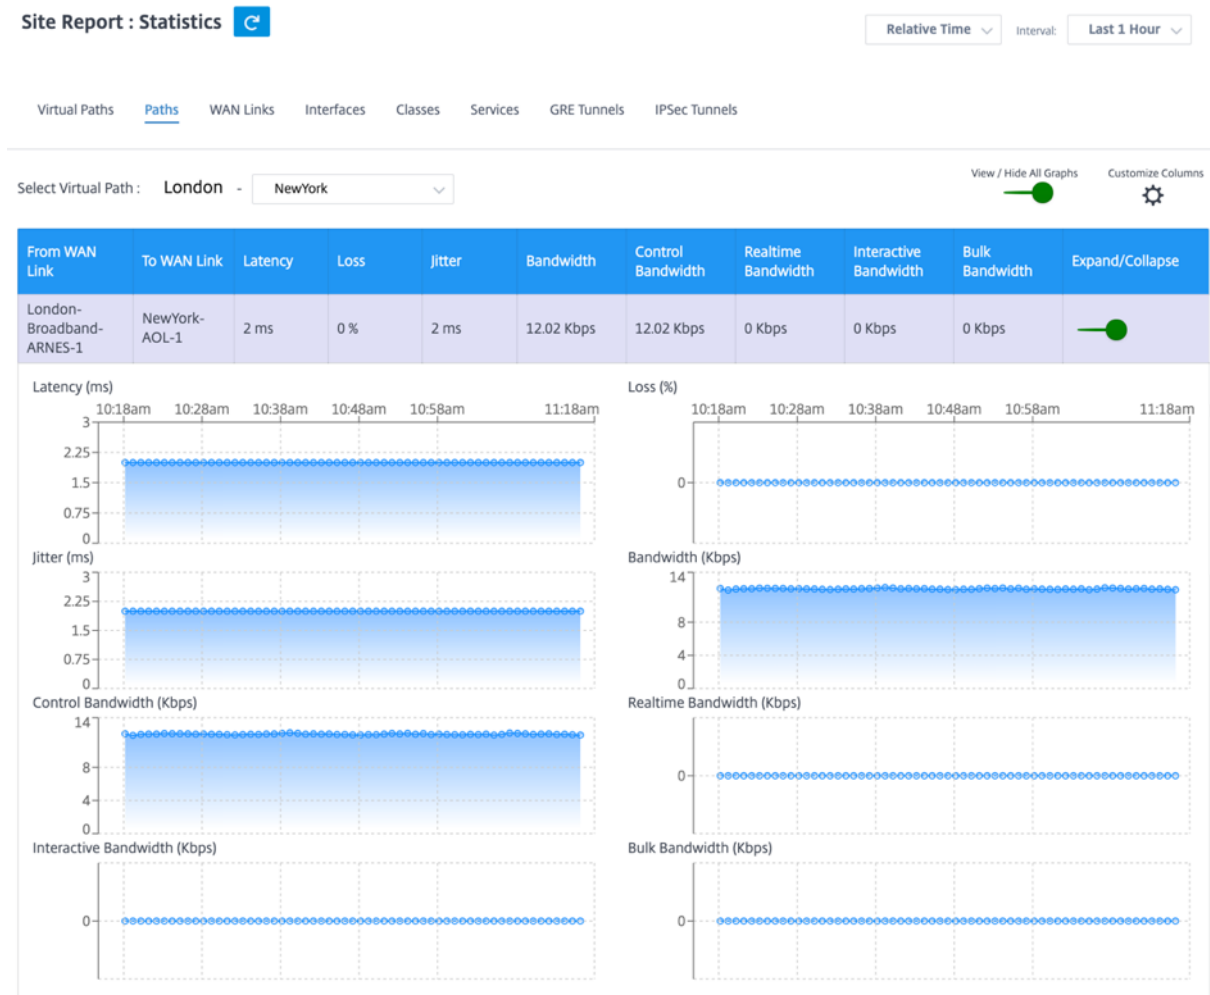 Site Report : Statistics
Relative Time
Interval:
Last 1 Hour
Virtual Paths
Paths
WAN Links
Interfaces
Classes
Services
GRE Tunnels
IPSec Tunnels
Select Virtual Path :
London
-
NewYork
View / Hide All Graphs
Customize Columns
From WAN
Link
To WAN Link
Latency
Loss
Jitter
Bandwidth
Control
Bandwidth
Realtime
Bandwidth
Interactive
Bandwidth
Bulk
Bandwidth
Expand/Collapse
London-
Broadband-
ARNES-1
NewYork-
AOL-1
2 ms
0 %
2 ms
12.02 Kbps
12.02 Kbps
0 Kbps
0 Kbps
0 Kbps
Latency (ms)
10:18am 10:28am 10:38am 10:48am 10:58am 11:18am
3
2.25
1.5
0.75
0
Loss (%)
10:18am 10:28am 10:38am 10:48am 10:58am 11:18am
0
Jitter (ms)
3
2.25
1.5
0.75
0
Bandwidth (Kbps)
14
8
4
0
Control Bandwidth (Kbps)
14
8
4
0
Realtime Bandwidth (Kbps)
0
Interactive Bandwidth (Kbps)
0
Bulk Bandwidth (Kbps)
0